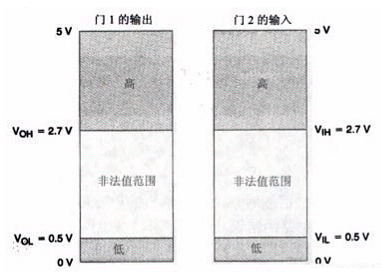 门1的输出
门2的输入
5 V
5 V
高
高
VOH = 2.7 V
VIH = 2.7 V
非法值范围
非法值范围
VOL = 0.5 V
VIL = 0.5 V
低
低
0 V
0 V